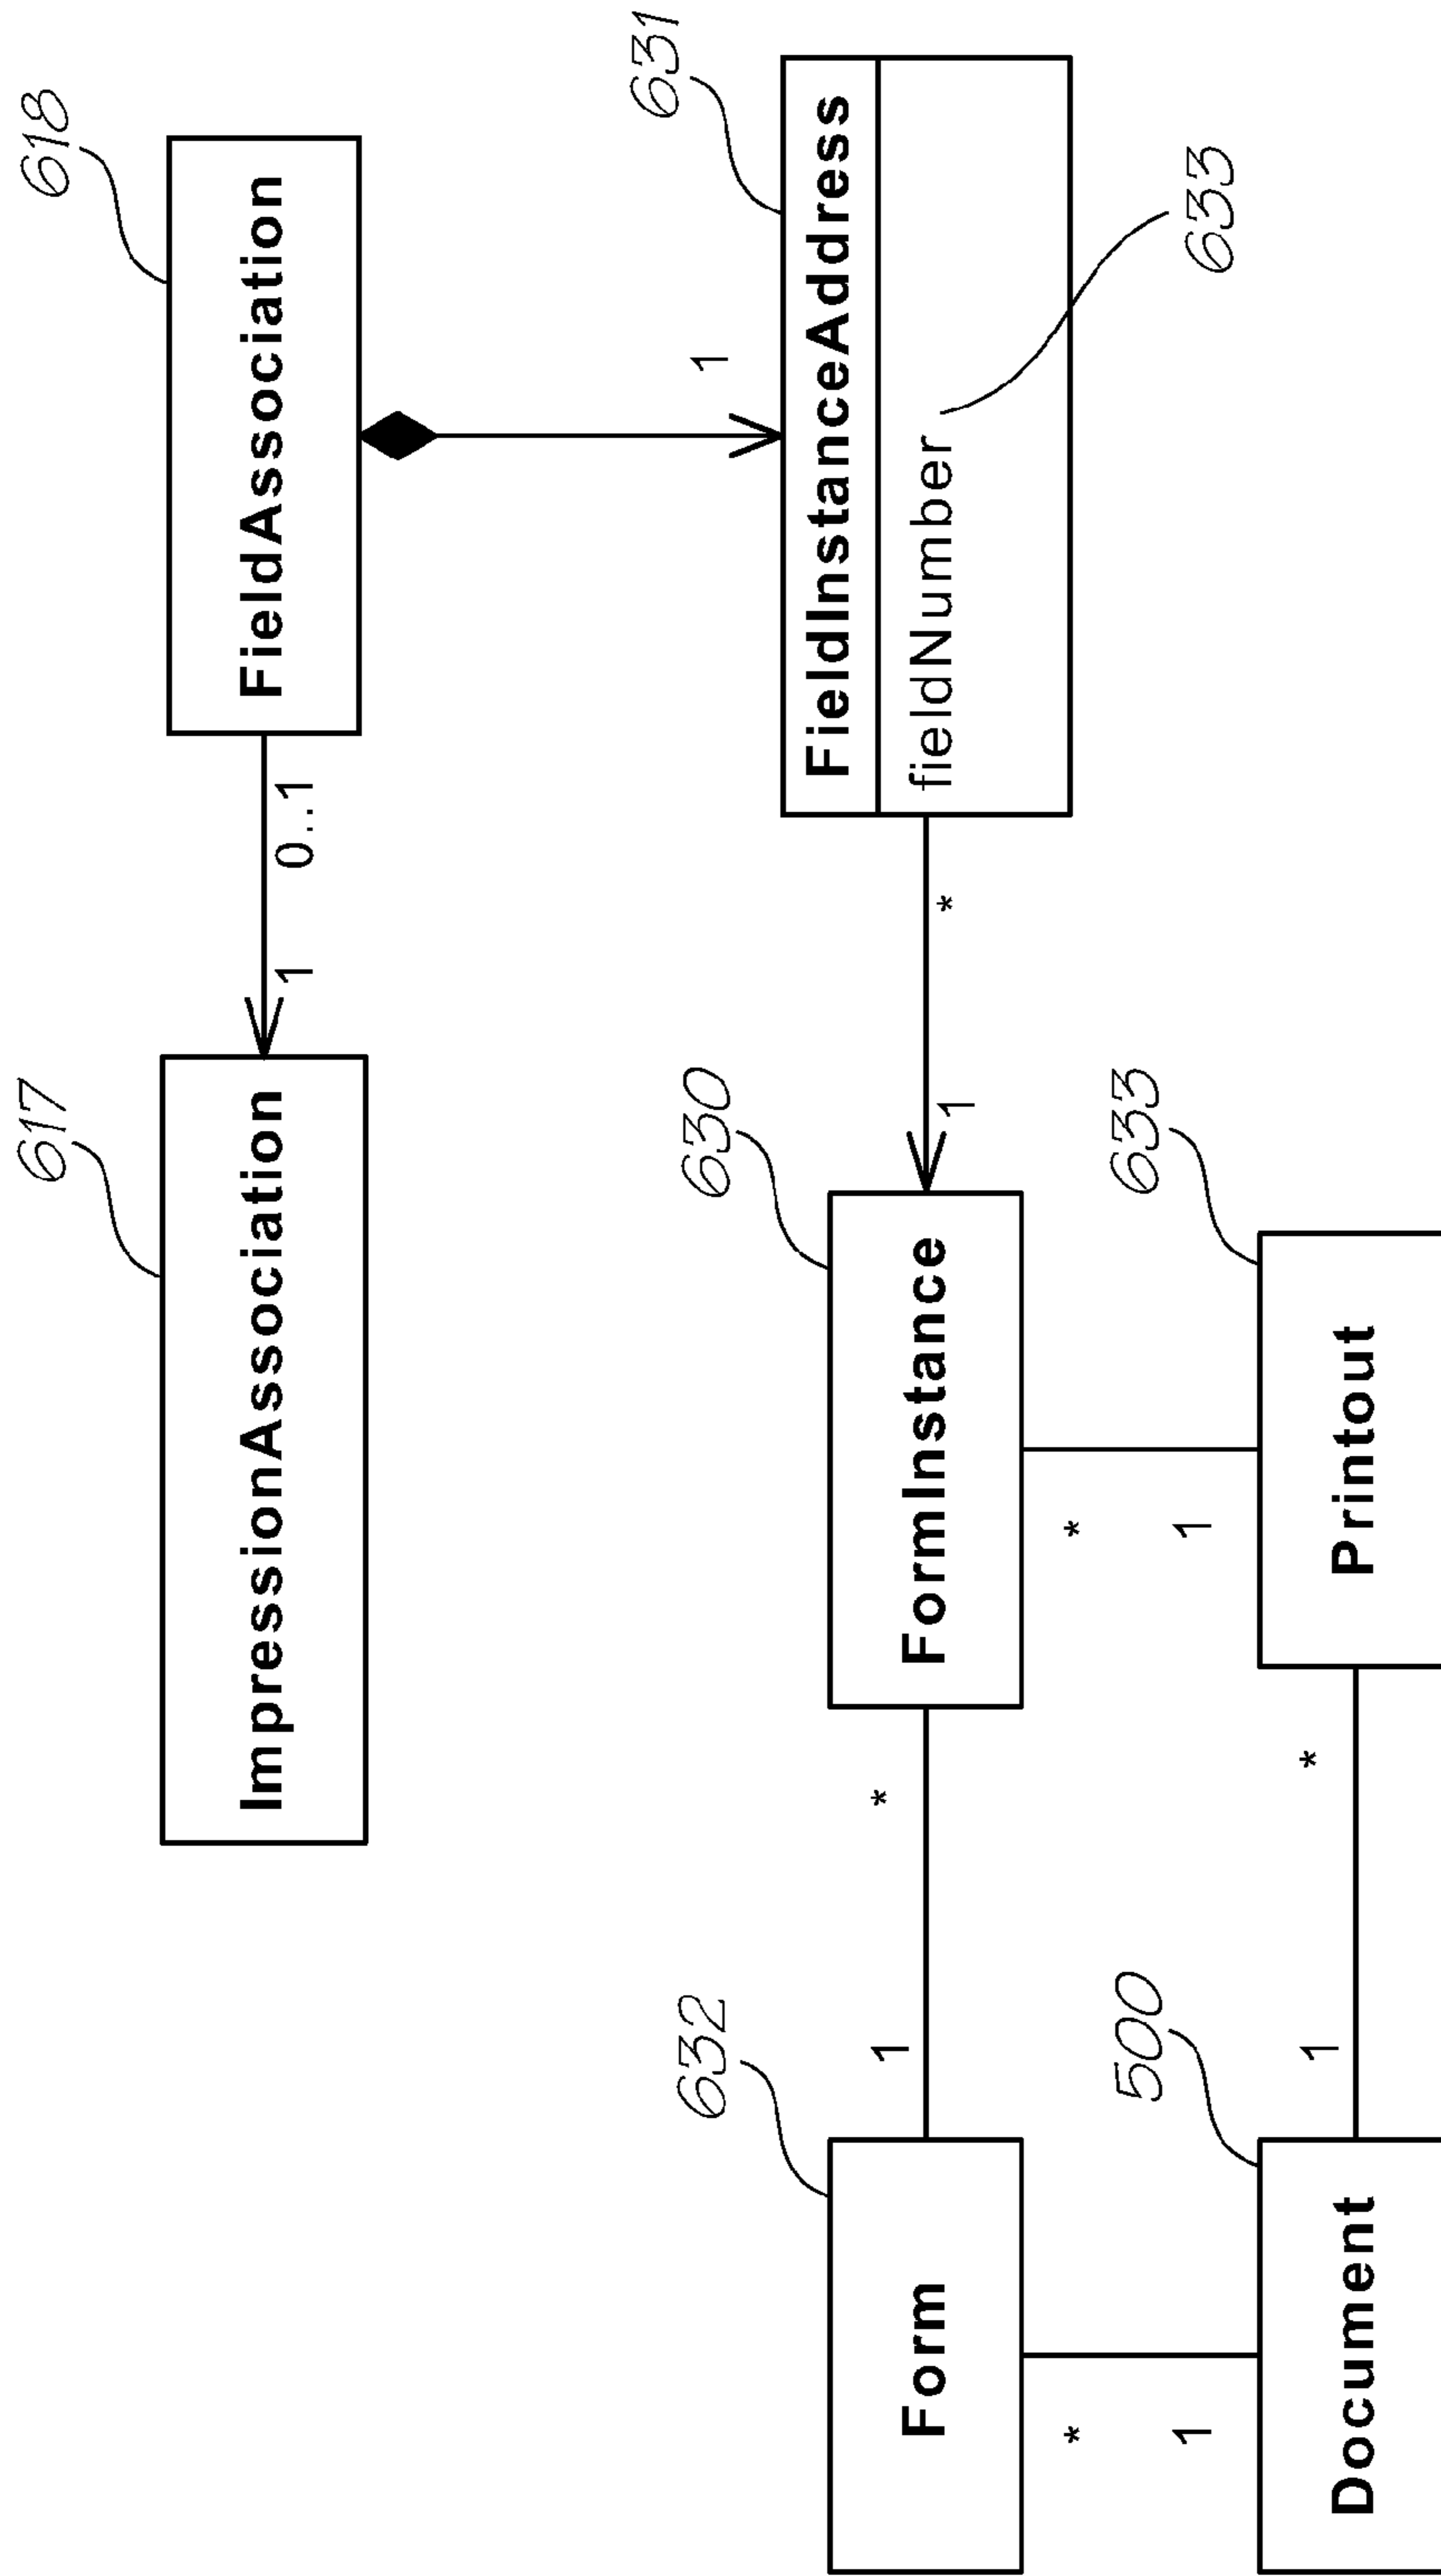 617
618
ImpressionAssociation
1
0..1
FieldAssociation
1
632
630
631
FieldInstanceAddress
Form
1
*
FormInstance
1
*
fieldNumber
*
*
500
633
633
1
1
Document
1
*
Printout